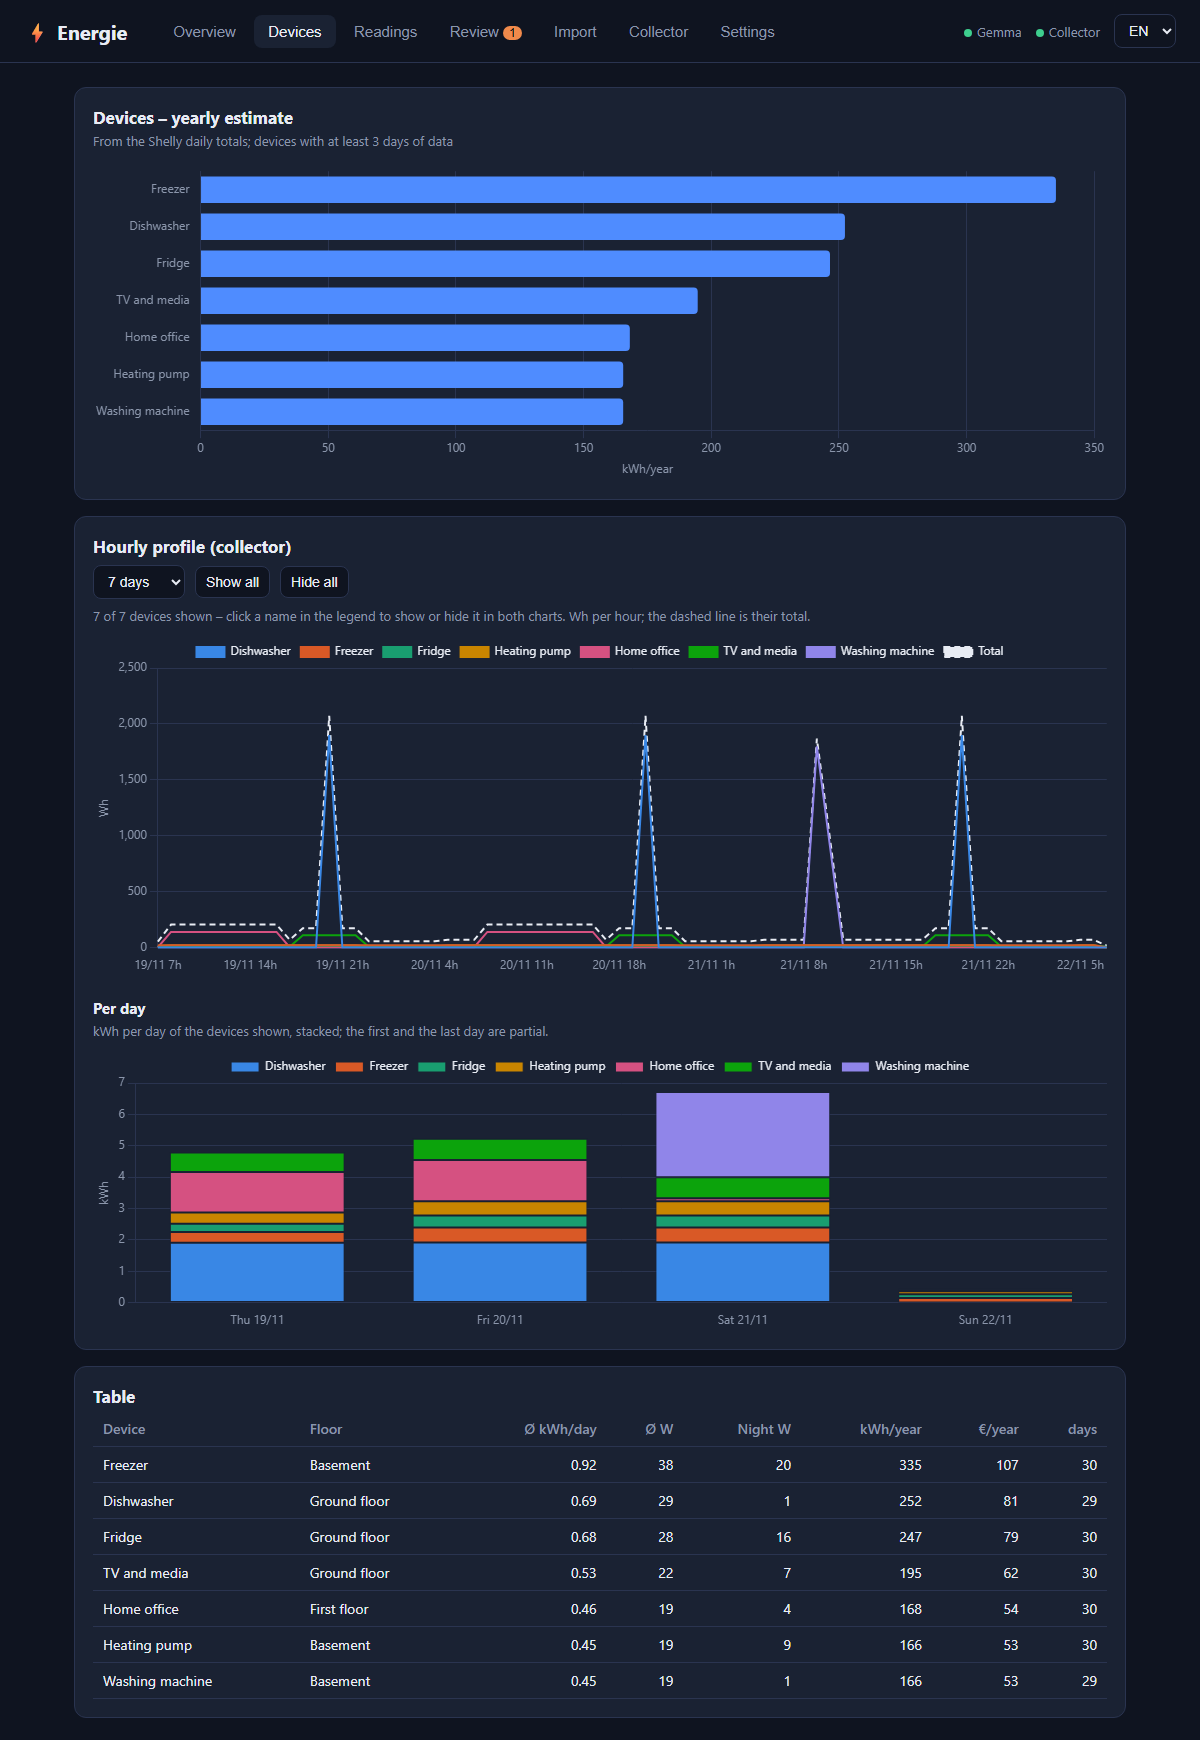 Energie Overview Devices Readings Review 1 Import Collector Settings Gemma Collector EN
Devices – yearly estimate
From the Shelly daily totals; devices with at least 3 days of data
Freezer
Dishwasher
Fridge
TV and media
Home office
Heating pump
Washing machine
0 50 100 150 200 250 300 350
kWh/year
Hourly profile (collector)
7 days Show all Hide all
7 of 7 devices shown – click a name in the legend to show or hide it in both charts. Wh per hour; the dashed line is their total.
Dishwasher Freezer Fridge Heating pump Home office TV and media Washing machine Total
2,500
2,000
1,500
Wh
1,000
500
0
19/11 7h 19/11 14h 19/11 21h 20/11 4h 20/11 11h 20/11 18h 21/11 1h 21/11 8h 21/11 15h 21/11 22h 22/11 5h
Per day
kWh per day of the devices shown, stacked; the first and the last day are partial.
Dishwasher Freezer Fridge Heating pump Home office TV and media Washing machine
7
6
5
4
kWh
3
2
1
0
Thu 19/11 Fri 20/11 Sat 21/11 Sun 22/11
Table
Device Floor Ø kWh/day Ø W Night W kWh/year €/year days
Freezer Basement 0.92 38 20 335 107 30
Dishwasher Ground floor 0.69 29 1 252 81 29
Fridge Ground floor 0.68 28 16 247 79 30
TV and media Ground floor 0.53 22 7 195 62 30
Home office First floor 0.46 19 4 168 54 30
Heating pump Basement 0.45 19 9 166 53 30
Washing machine Basement 0.45 19 1 166 53 29